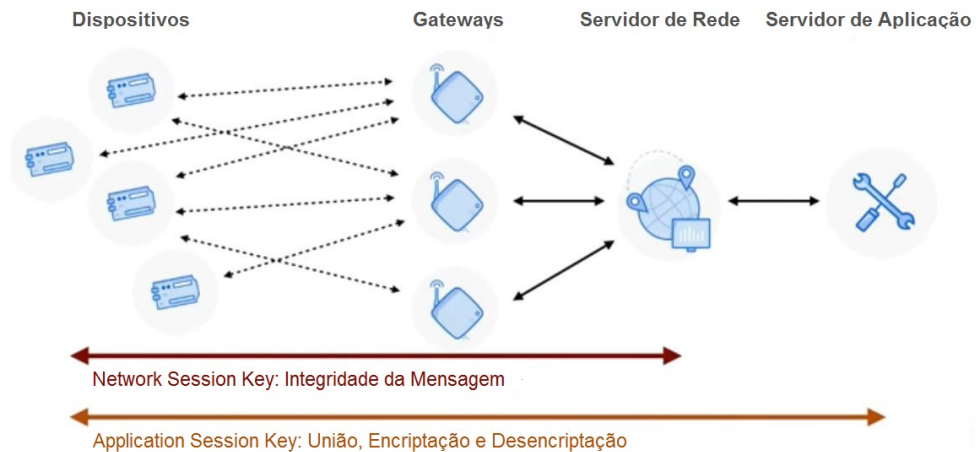 Dispositivos Gateways Servidor de Rede Servidor de Aplicação
Network Session Key: Integridade da Mensagem
Application Session Key: União, Encriptação e Desencriptação